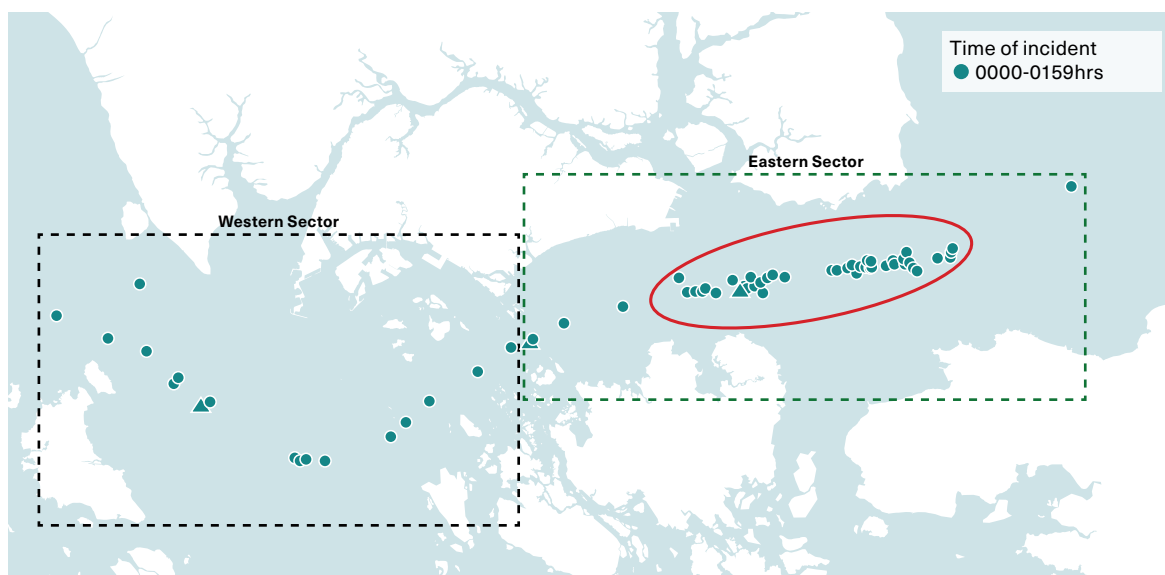 Time of incident
0000-0159hrs
Eastern Sector
Western Sector